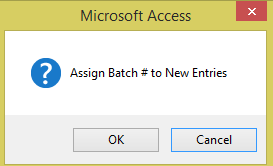 Microsoft Access
Assign Batch # to New Entries
OK
Cancel